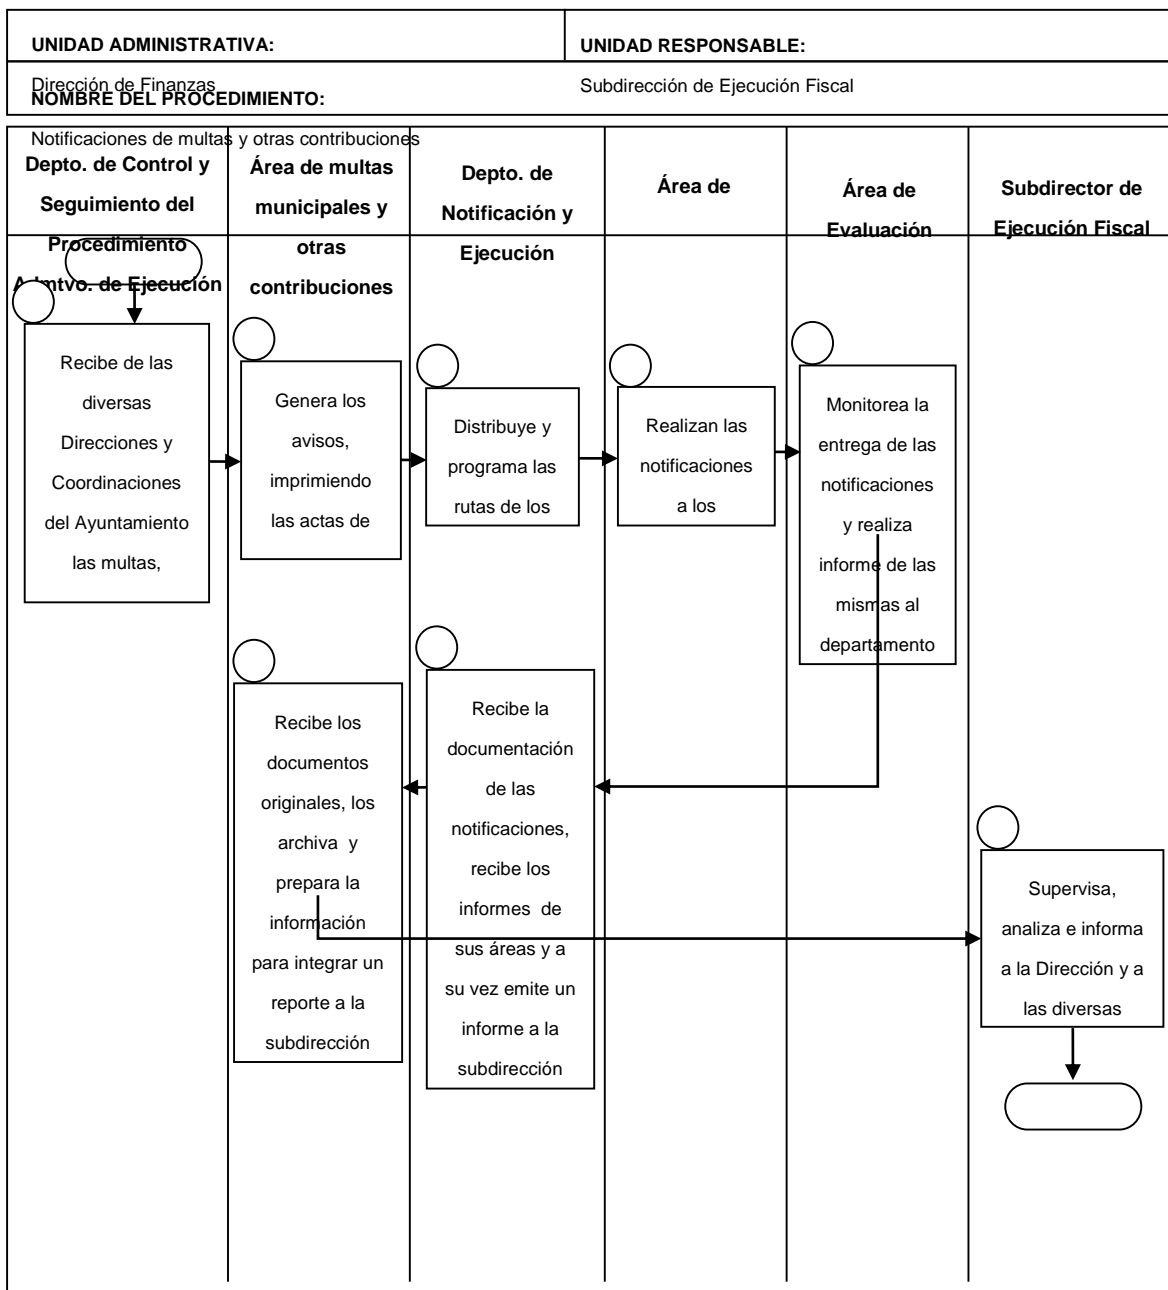 UNIDAD ADMINISTRATIVA:
UNIDAD RESPONSABLE:
Dirección de Finanzas
Subdirección de Ejecución Fiscal
NOMBRE DEL PROCEDIMIENTO:
Notificaciones de multas y otras contribuciones
Depto. de Control y
Seguimiento del
Procedimiento
Admtvo. de Ejecución
Área de multas
municipales y
otras
contribuciones
Depto. de
Notificación y
Ejecución
Área de
Área de
Evaluación
Subdirector de
Ejecución Fiscal
Recibe de las
diversas
Direcciones y
Coordinaciones
del Ayuntamiento
las multas,
Genera los
avisos,
imprimiendo
las actas de
Distribuye y
programa las
rutas de los
Realizan las
notificaciones
a los
Monitorea la
entrega de las
notificaciones
y realiza
informe de las
mismas al
departamento
Recibe los
documentos
originales, los
archiva y
prepara la
información
para integrar un
reporte a la
subdirección
Recibe la
documentación
de las
notificaciones,
recibe los
informes de
sus áreas y a
su vez emite un
informe a la
subdirección
Supervisa,
analiza e informa
a la Dirección y a
las diversas